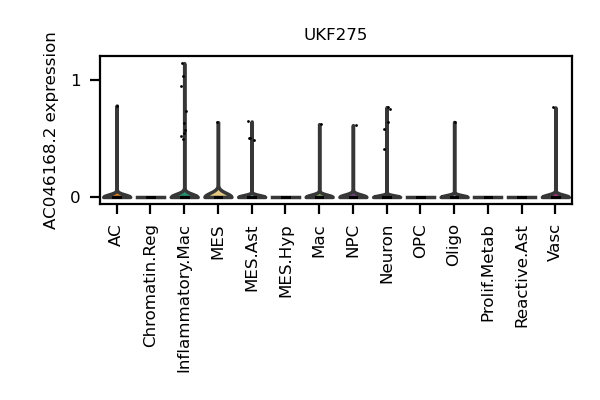 UKF275
AC046168.2 expression
1
0
AC
Chromatin.Reg
Inflammatory.Mac
MES
MES.Ast
MES.Hyp
Mac
NPC
Neuron
OPC
Oligo
Prolif.Metab
Reactive.Ast
Vasc